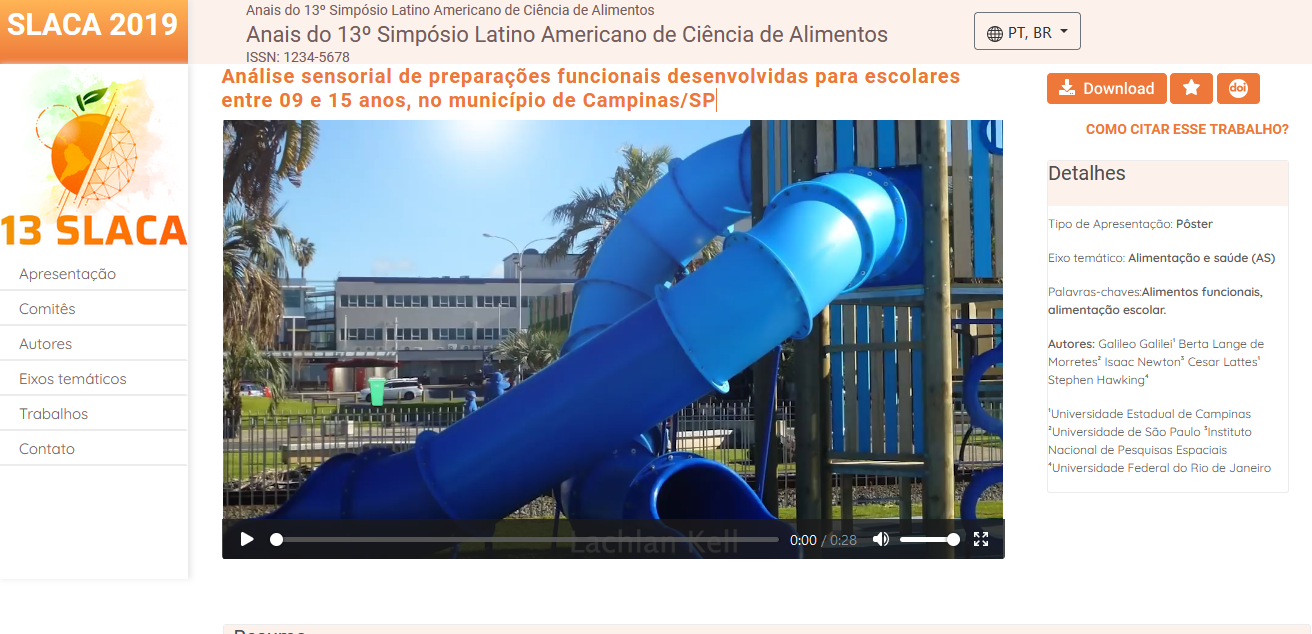 SLACA 2019
13 SLACA
Apresentação
Comitês
Autores
Eixos temáticos
Trabalhos
Contato
Anais do 13º Simpósio Latino Americano de Ciência de Alimentos
Anais do 13º Simpósio Latino Americano de Ciência de Alimentos
ISSN: 1234-5678
PT, BR
Análise sensorial de preparações funcionais desenvolvidas para escolares
entre 09 e 15 anos, no município de Campinas/SP
Lachlan Kell
0:00 / 0:28
Download
doi
COMO CITAR ESSE TRABALHO?
Detalhes
Tipo de Apresentação: Pôster
Eixo temático: Alimentação e saúde (AS)
Palavras-chaves:Alimentos funcionais,
alimentação escolar.
Autores: Galileo Galilei¹ Berta Lange de
Morretes² Isaac Newton³ Cesar Lattes¹
Stephen Hawking⁴
¹Universidade Estadual de Campinas
²Universidade de São Paulo ³Instituto
Nacional de Pesquisas Espaciais
⁴Universidade Federal do Rio de Janeiro
Resumo